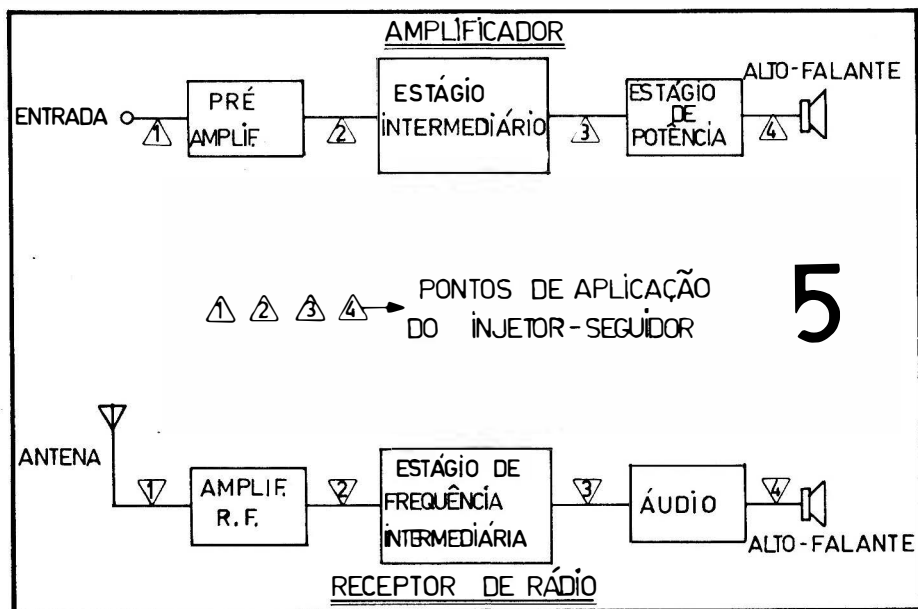 AMPLIFICADOR
ALTO-FALANTE
ENTRADA
1
PRÉ
AMPLIF.
2
ESTÁGIO
INTERMEDIÁRIO
3
ESTÁGIO
DE
POTÊNCIA
4
1 2 3 4
PONTOS DE APLICAÇÃO
DO INJETOR-SEGUIDOR
5
ANTENA
1
AMPLIF.
R.F.
2
ESTÁGIO DE
FREQUÊNCIA
INTERMEDIÁRIA
3
ÁUDIO
4
ALTO-FALANTE
RECEPTOR DE RÁDIO